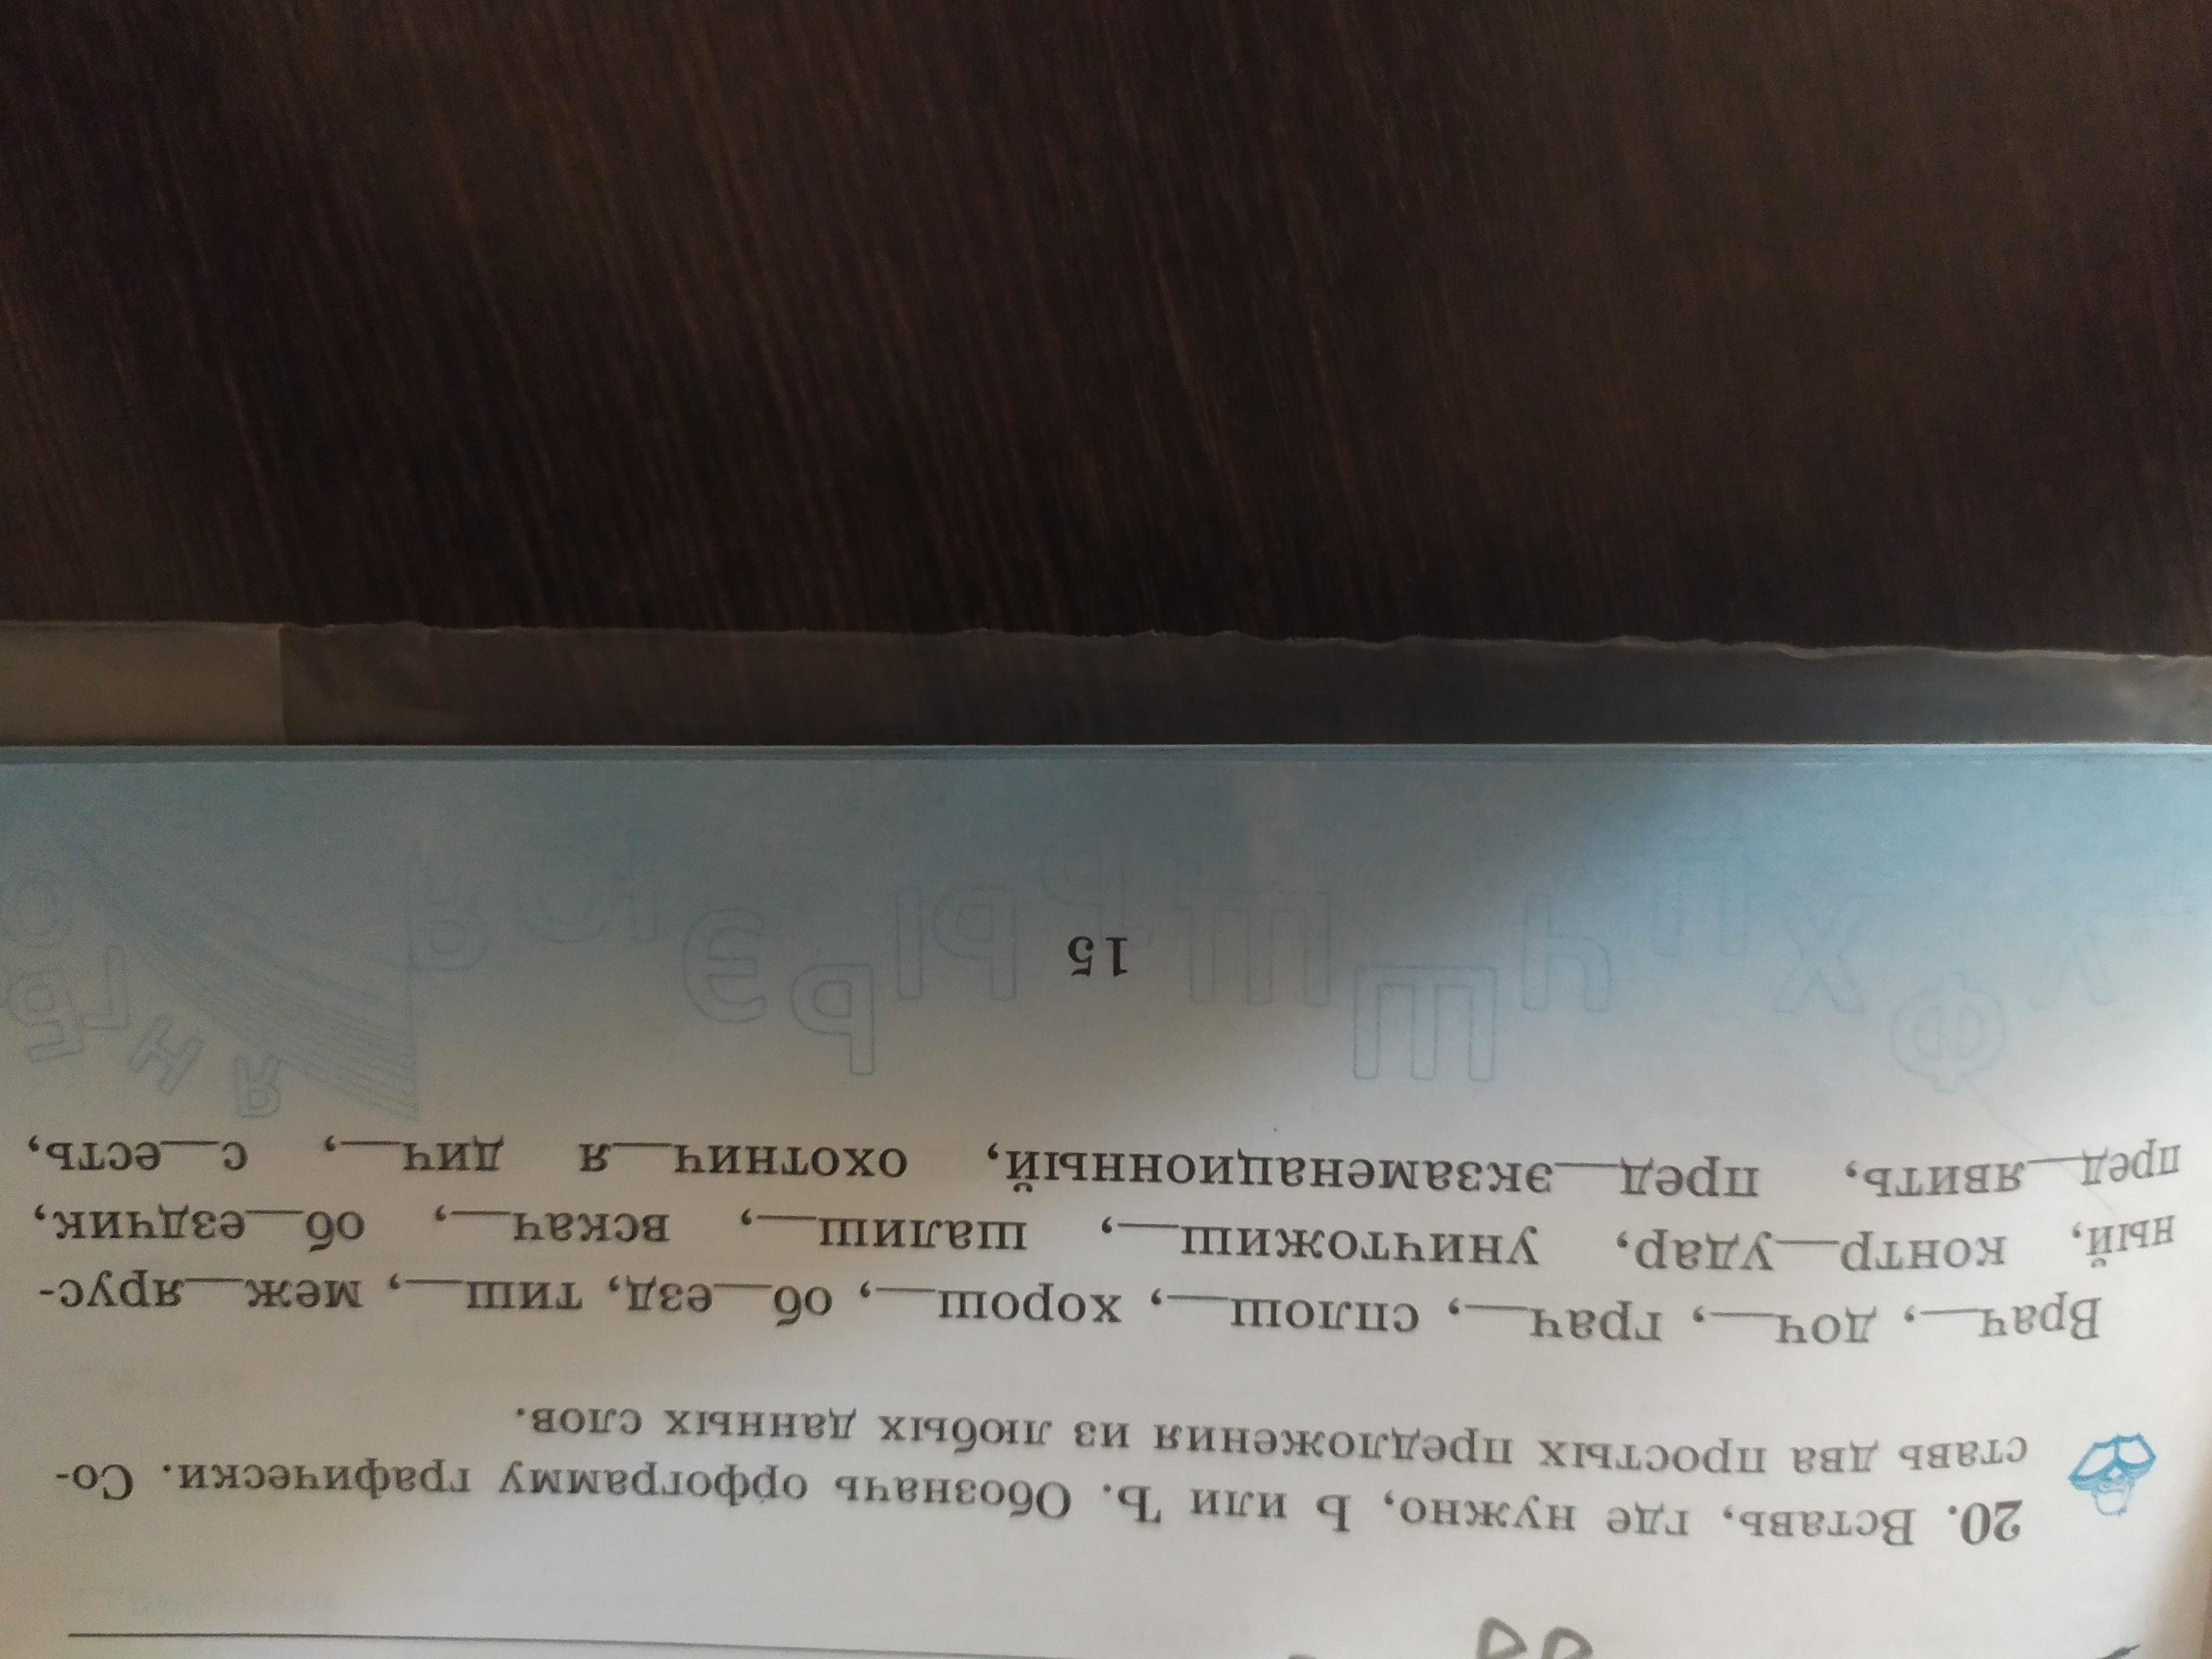 20. Вставь, где нужно, Ь или Ъ. Обозначь орфограмму графически. Со-
ставь два простых предложения из любых данных слов.
Врач__, доч__, грач__, сплош__, хорош__, об__езд, тиш__, меж__ярус-
ный, контр__удар, уничтожиш__, шалиш__, вскач__, об__ездчик,
пред__явить, пред__экзаменационный, охотнич__я дич__, с__есть,
15